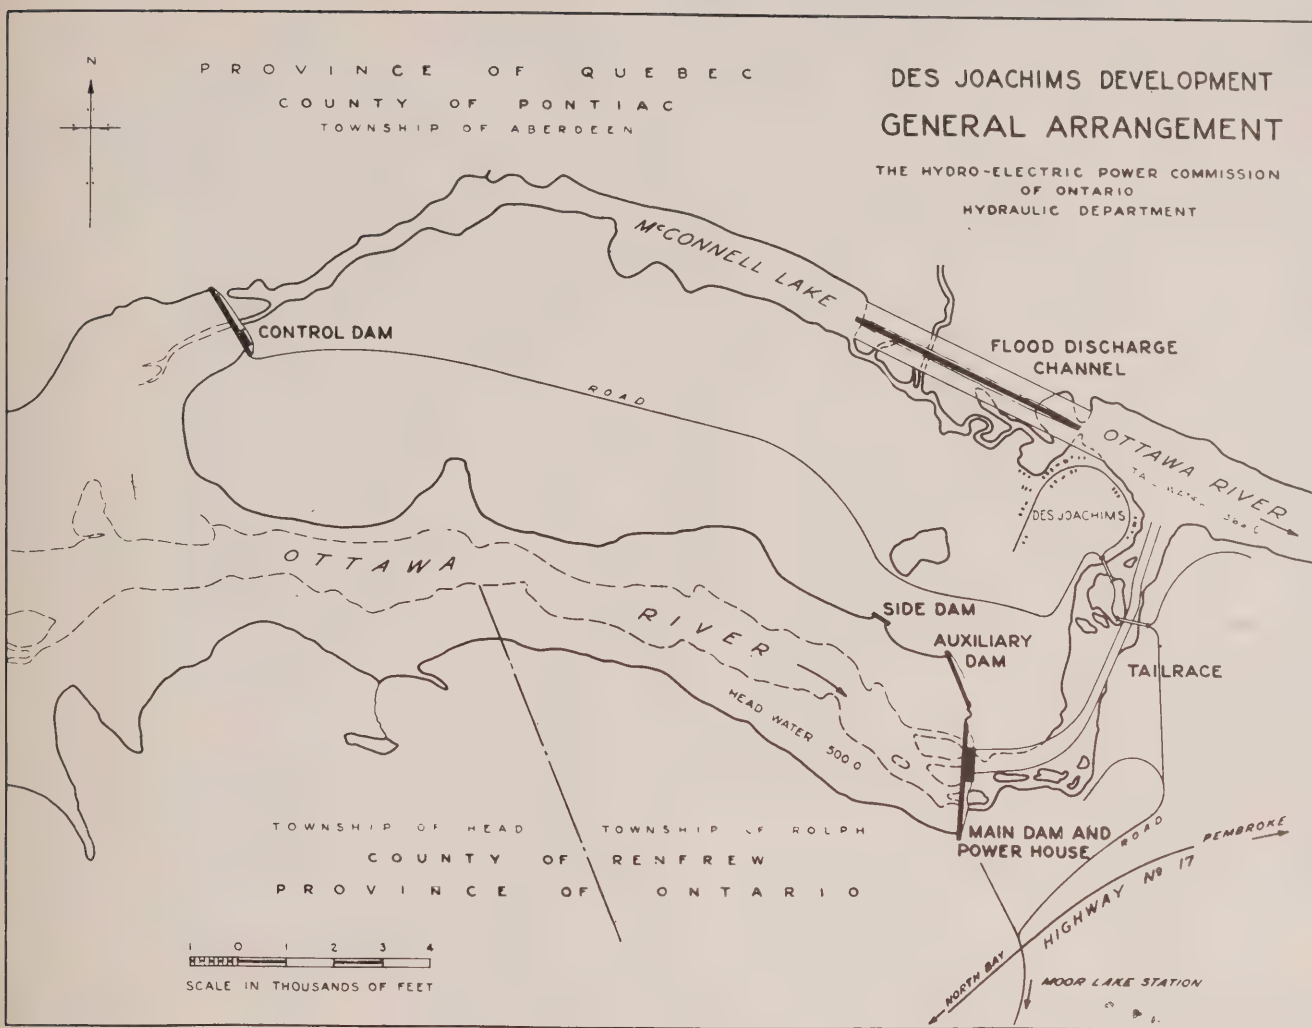 N
PROVINCE OF QUEBEC
COUNTY OF PONTIAC
TOWNSHIP OF ABERDEEN
DES JOACHIMS DEVELOPMENT
GENERAL ARRANGEMENT
THE HYDRO-ELECTRIC POWER COMMISSION
OF ONTARIO
HYDRAULIC DEPARTMENT
McCONNELL LAKE
CONTROL DAM
FLOOD DISCHARGE
CHANNEL
ROAD
OTTAWA RIVER
DES JOACHIMS
OTTAWA RIVER
SIDE DAM
AUXILIARY
DAM
TAILRACE
HEAD WATER 500.0
TOWNSHIP OF HEAD TOWNSHIP OF ROLPH
COUNTY OF RENFREW
PROVINCE OF ONTARIO
MAIN DAM AND
POWER HOUSE
ROAD
PEMBROKE
HIGHWAY No 17
NORTH BAY
MOOR LAKE STATION
1 0 1 2 3 4
SCALE IN THOUSANDS OF FEET